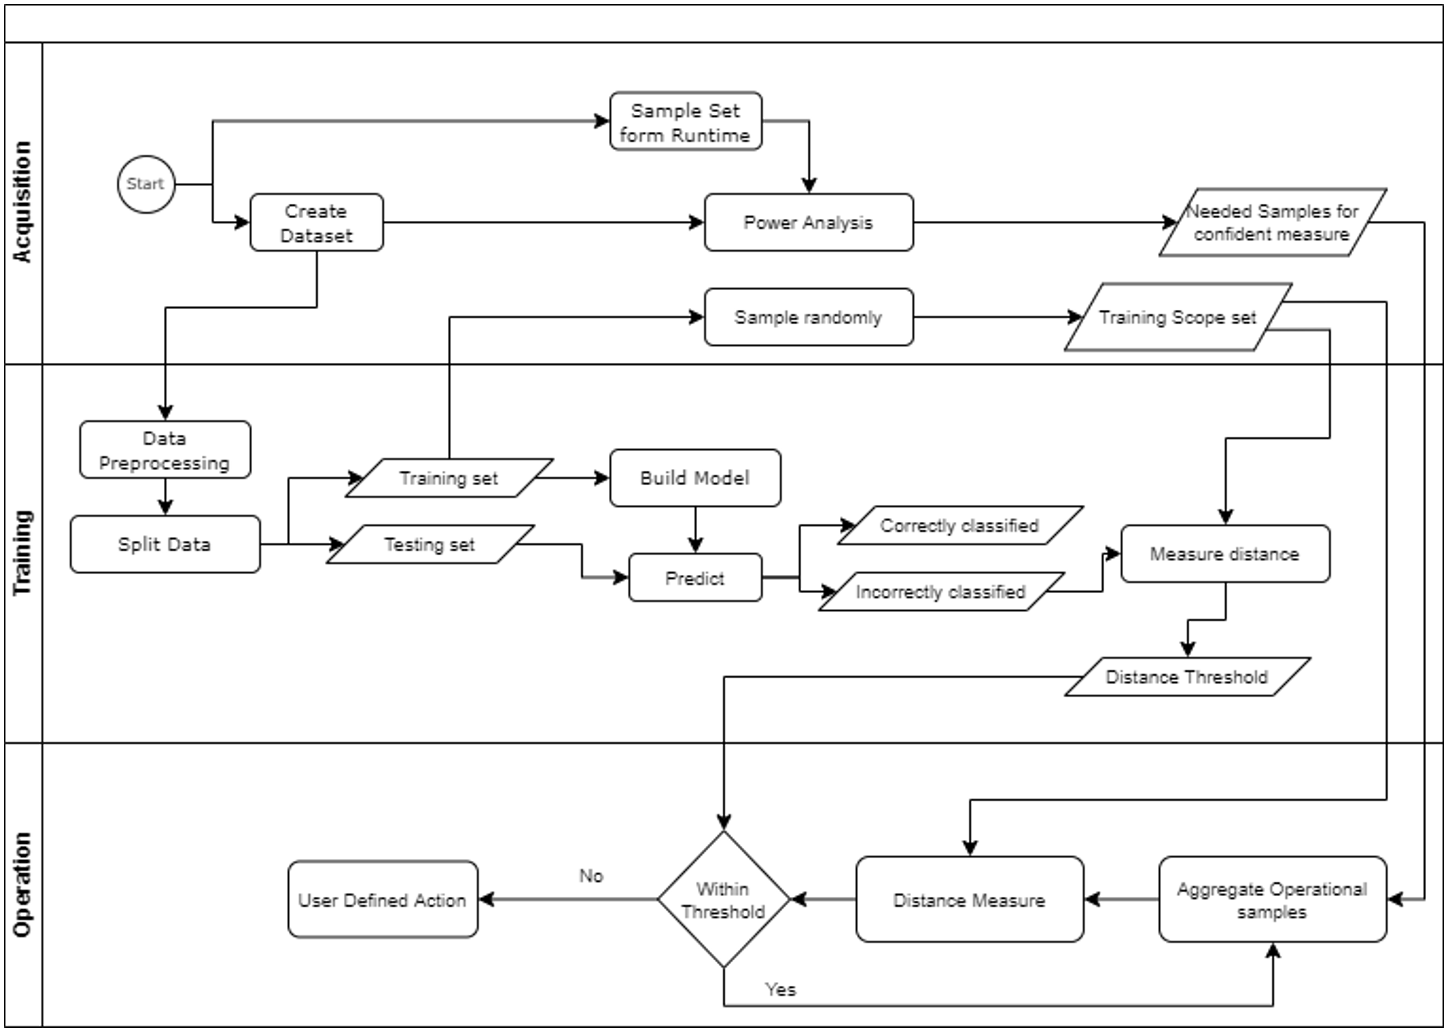 Acquisition
Start
Sample Set
form Runtime
Create
Dataset
Power Analysis
Needed Samples for
confident measure
Sample randomly
Training Scope set
Training
Data
Preprocessing
Split Data
Training set
Testing set
Build Model
Predict
Correctly classified
Incorrectly classified
Measure distance
Distance Threshold
Operation
User Defined Action
No
Within
Threshold
Yes
Distance Measure
Aggregate Operational
samples